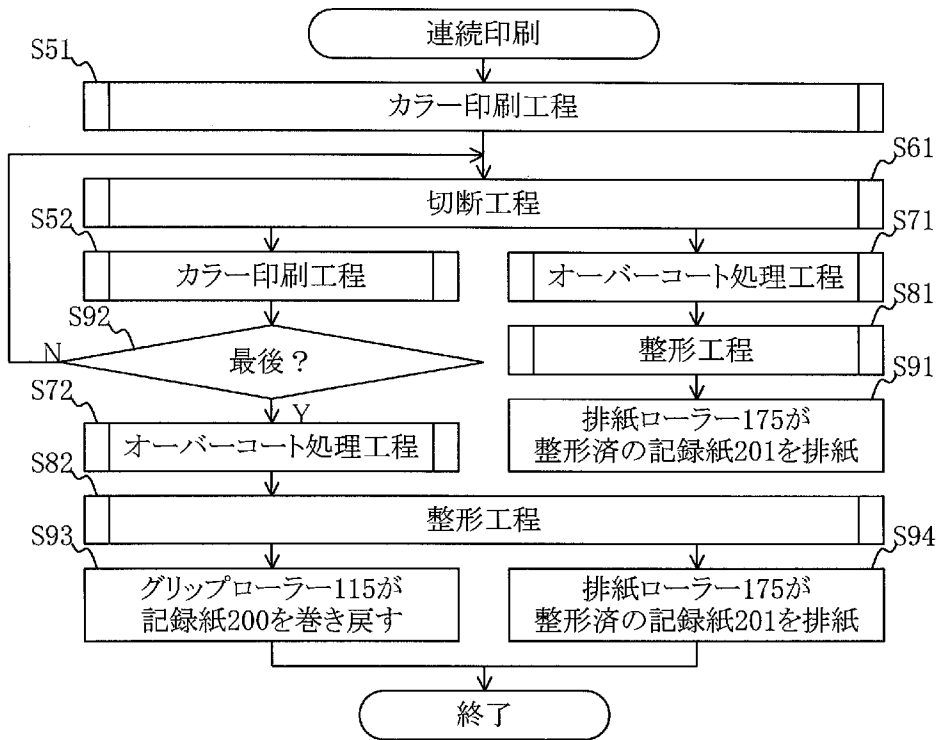 連続印刷
S51
カラー印刷工程
S61
切断工程
S52
カラー印刷工程
S71
オーバーコート処理工程
S92
最後？
N
Y
S81
整形工程
S91
排紙ローラー175が
整形済の記録紙201を排紙
S72
オーバーコート処理工程
S82
整形工程
S93
グリップローラー115が
記録紙200を巻き戻す
S94
排紙ローラー175が
整形済の記録紙201を排紙
終了